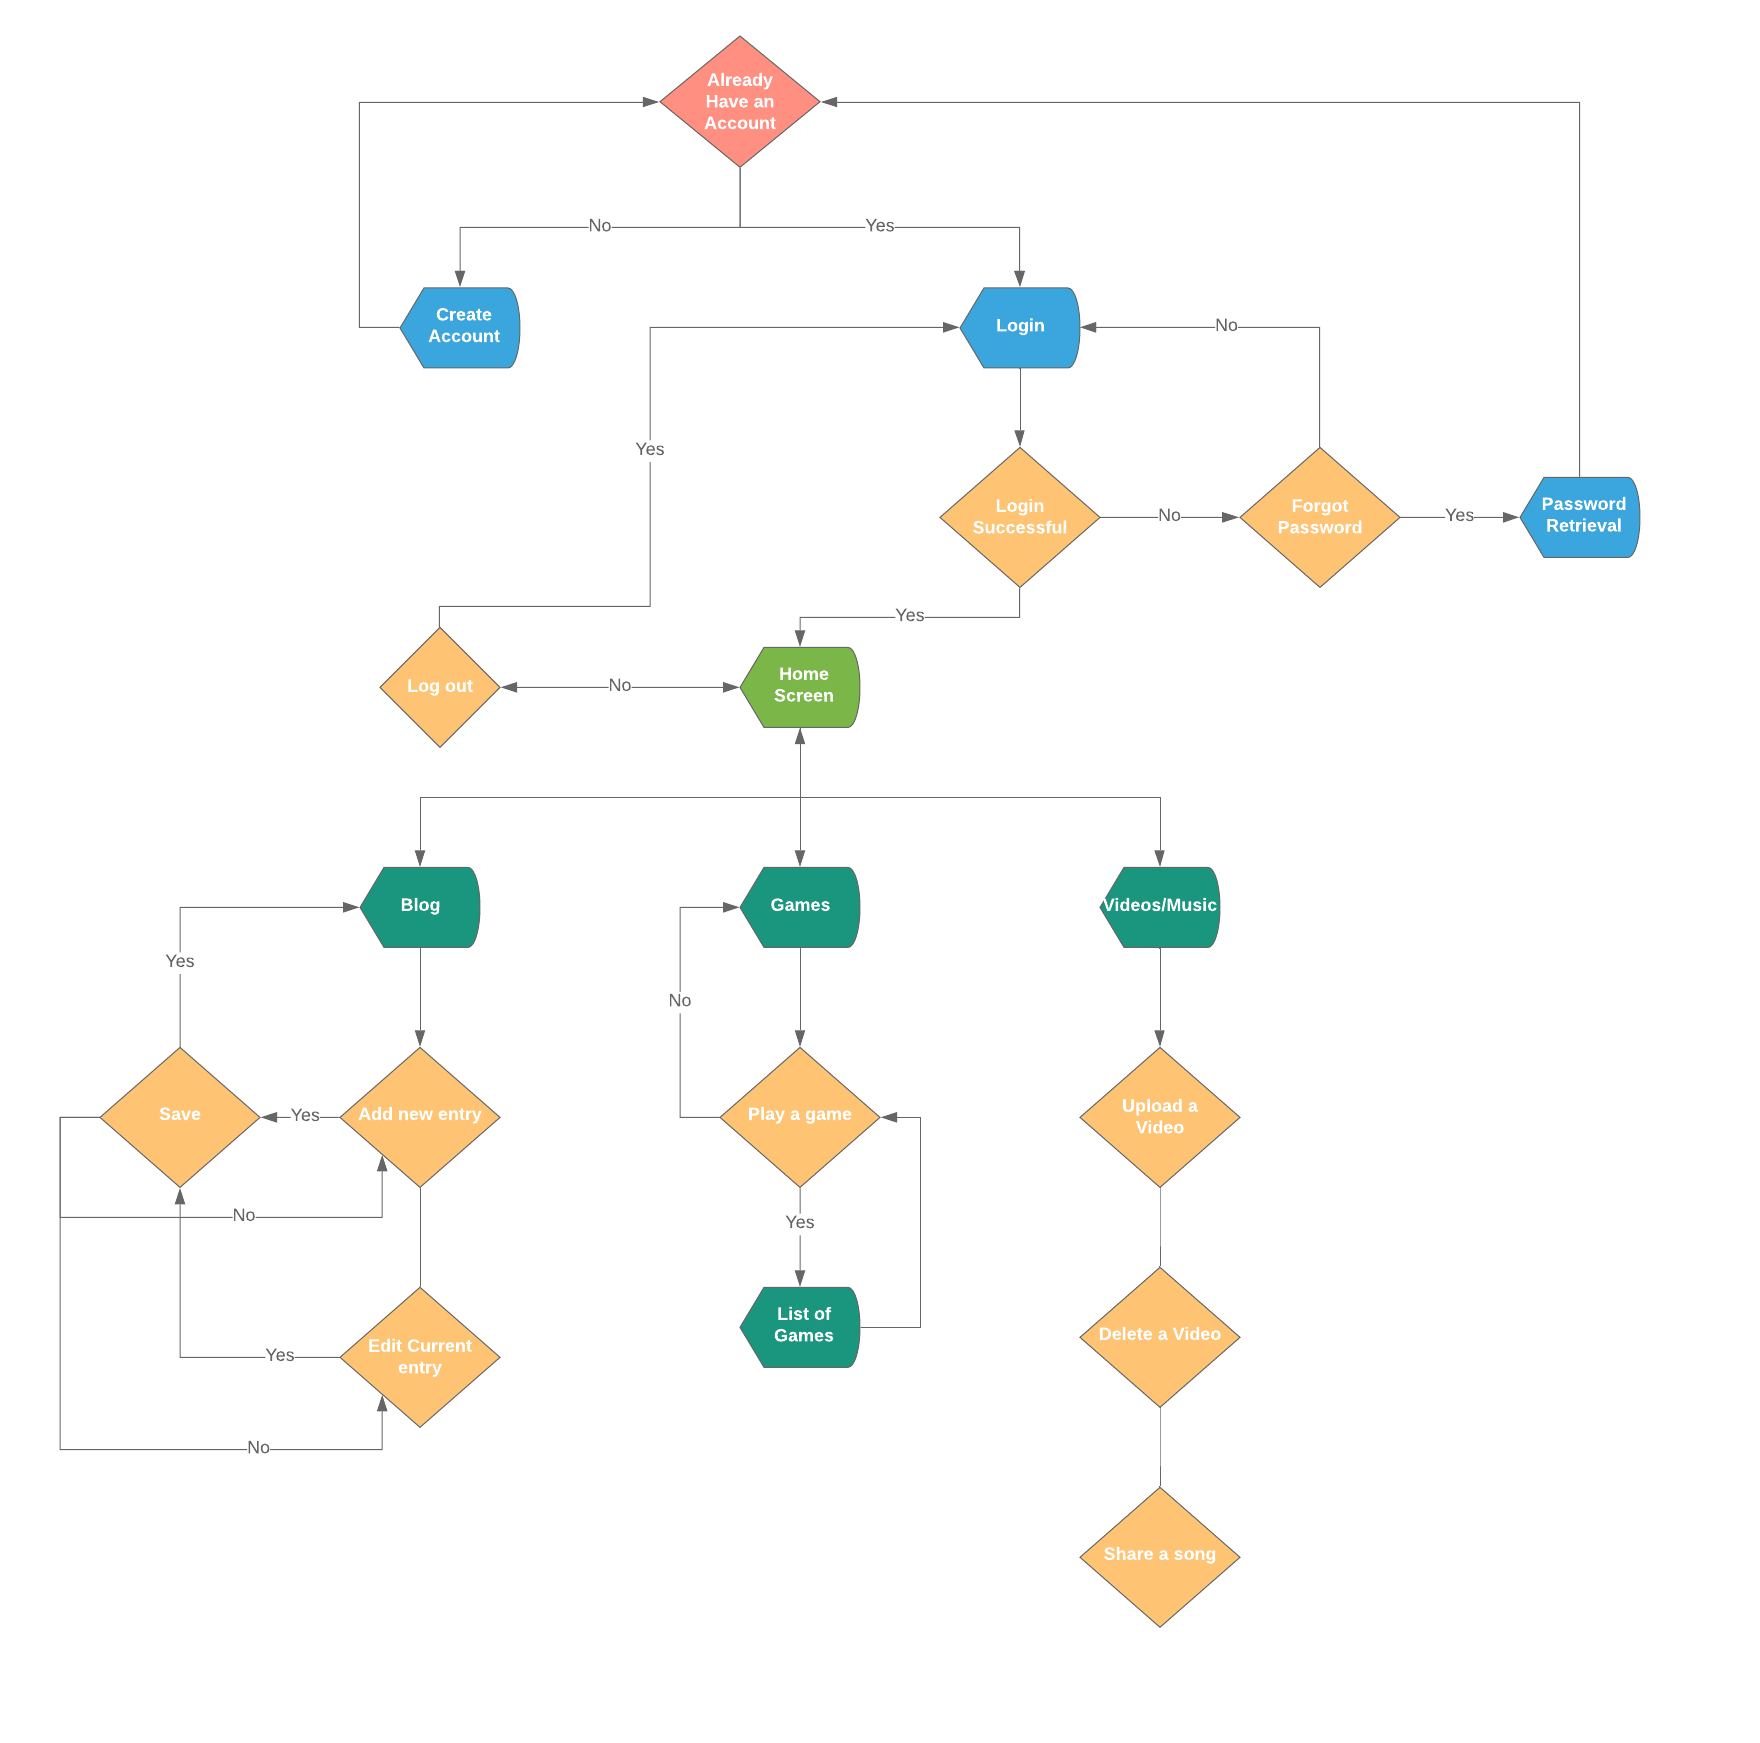 Already
Have an
Account
No
Yes
Create
Account
Login
No
Yes
Login
Successful
No
Forgot
Password
Yes
Password
Retrieval
Yes
Log out
No
Home
Screen
Blog
Games
Videos/Music
Yes
No
Save
Yes
Add new entry
Play a game
Upload a
Video
No
Yes
List of
Games
Delete a Video
Yes
Edit Current
entry
No
Share a song